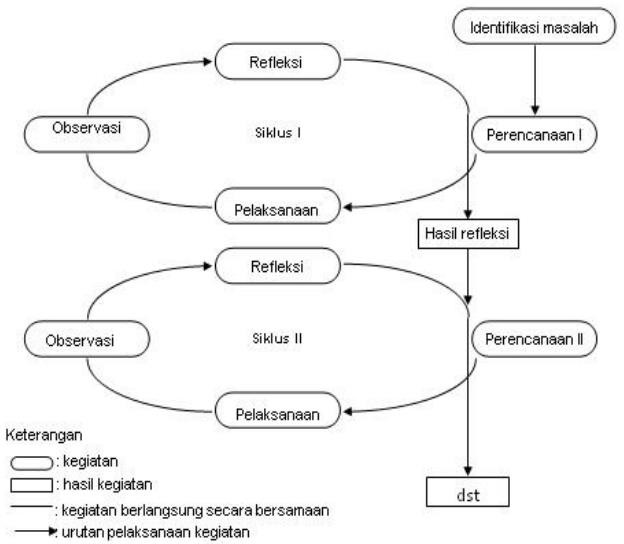 Identifikasi masalah
Refleksi
Observasi
Siklus I
Perencanaan I
Pelaksanaan
Hasil refleksi
Refleksi
Observasi
Siklus II
Perencanaan II
Pelaksanaan
Keterangan
: kegiatan
: hasil kegiatan
: kegiatan berlangsung secara bersamaan
: urutan pelaksanaan kegiatan
dst